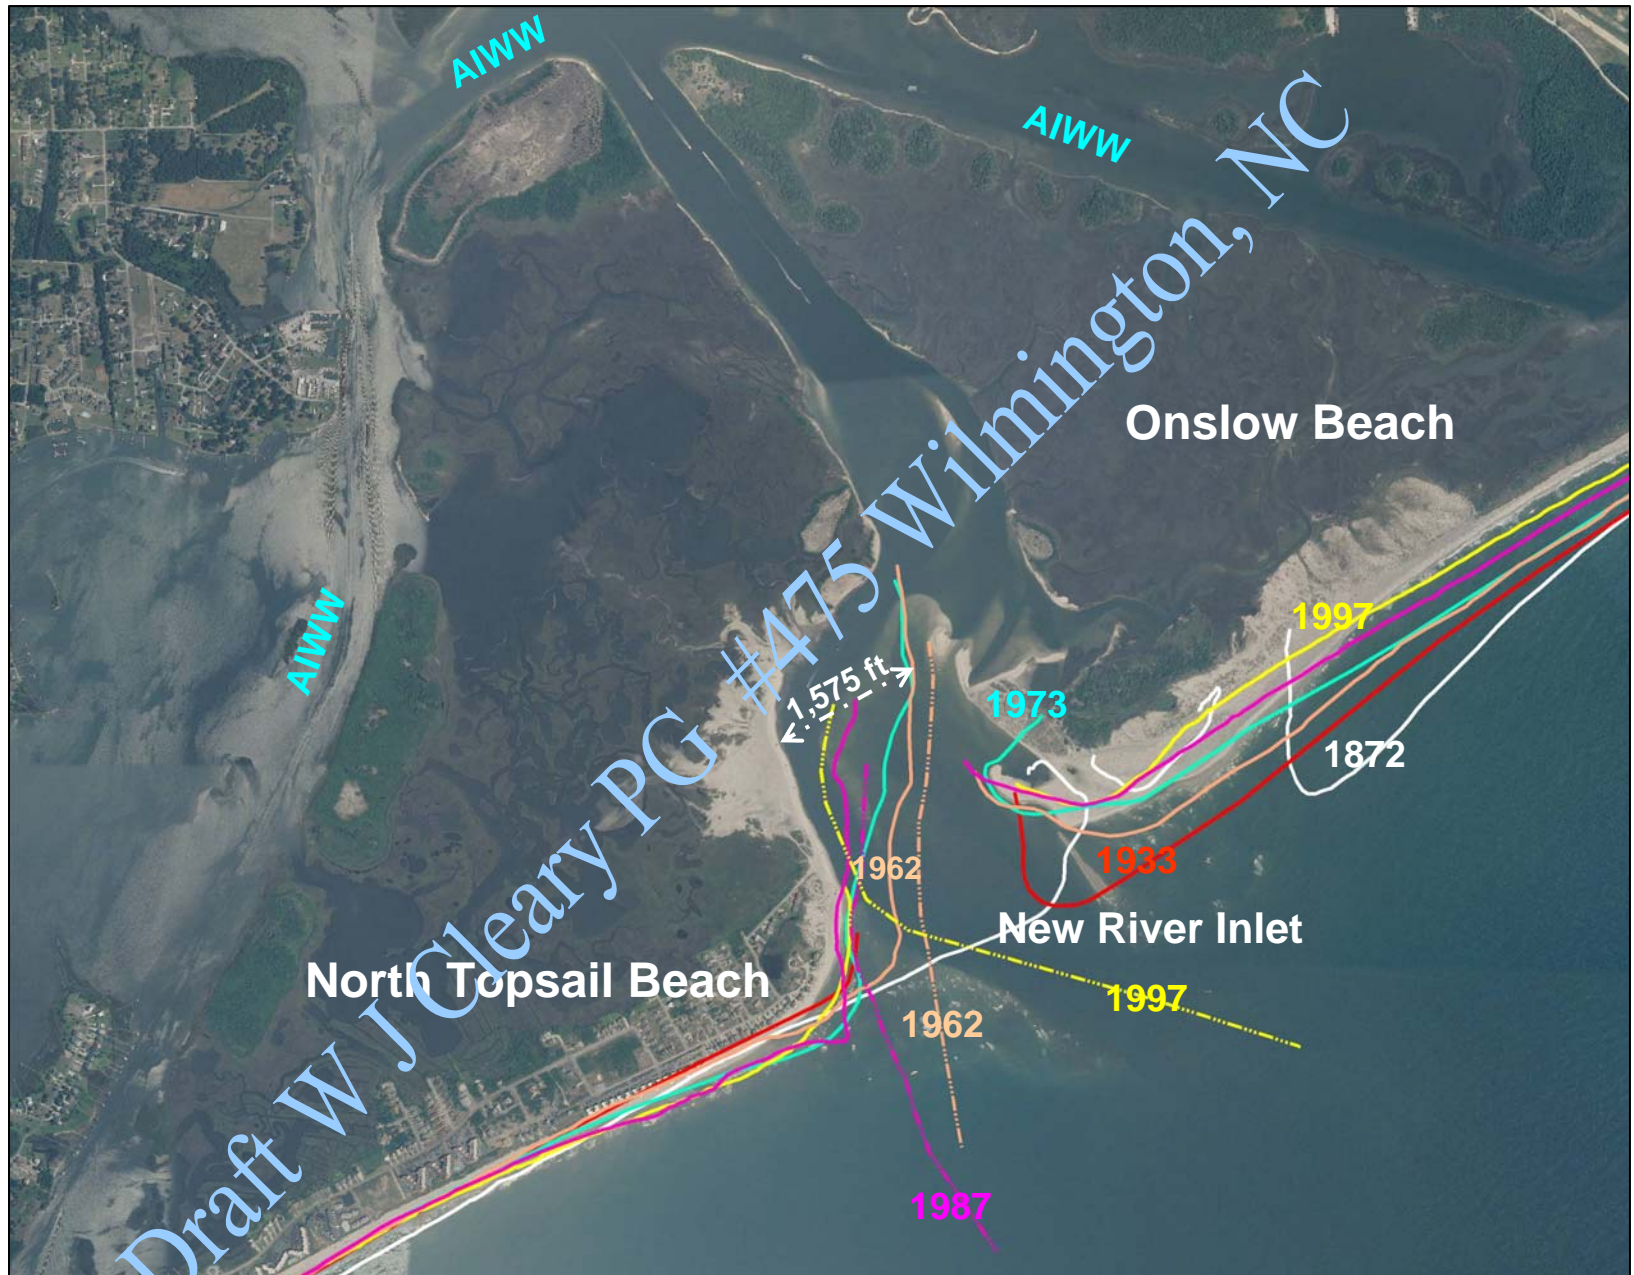 AIWW
AIWW
Onslow Beach
AIWW
1997
1,575 ft
1973
1872
1962
1933
New River Inlet
North Topsail Beach
1997
1962
1987
Draft W J Cleary PG #475 Wilmington, NC